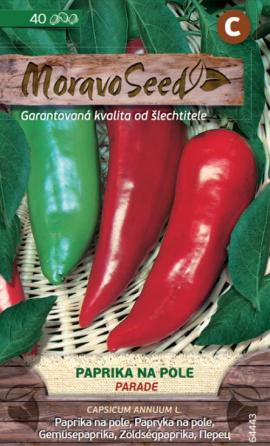 40
C
MoravoSeed
Garantovaná kvalita od šlechtitele
PAPRIKA NA POLE
PARADE
CAPSICUM ANNUUM L.
Paprika na pole, Papryka na pole,
Gemüsepaprika, Zöldségpaprika, Перец
64443